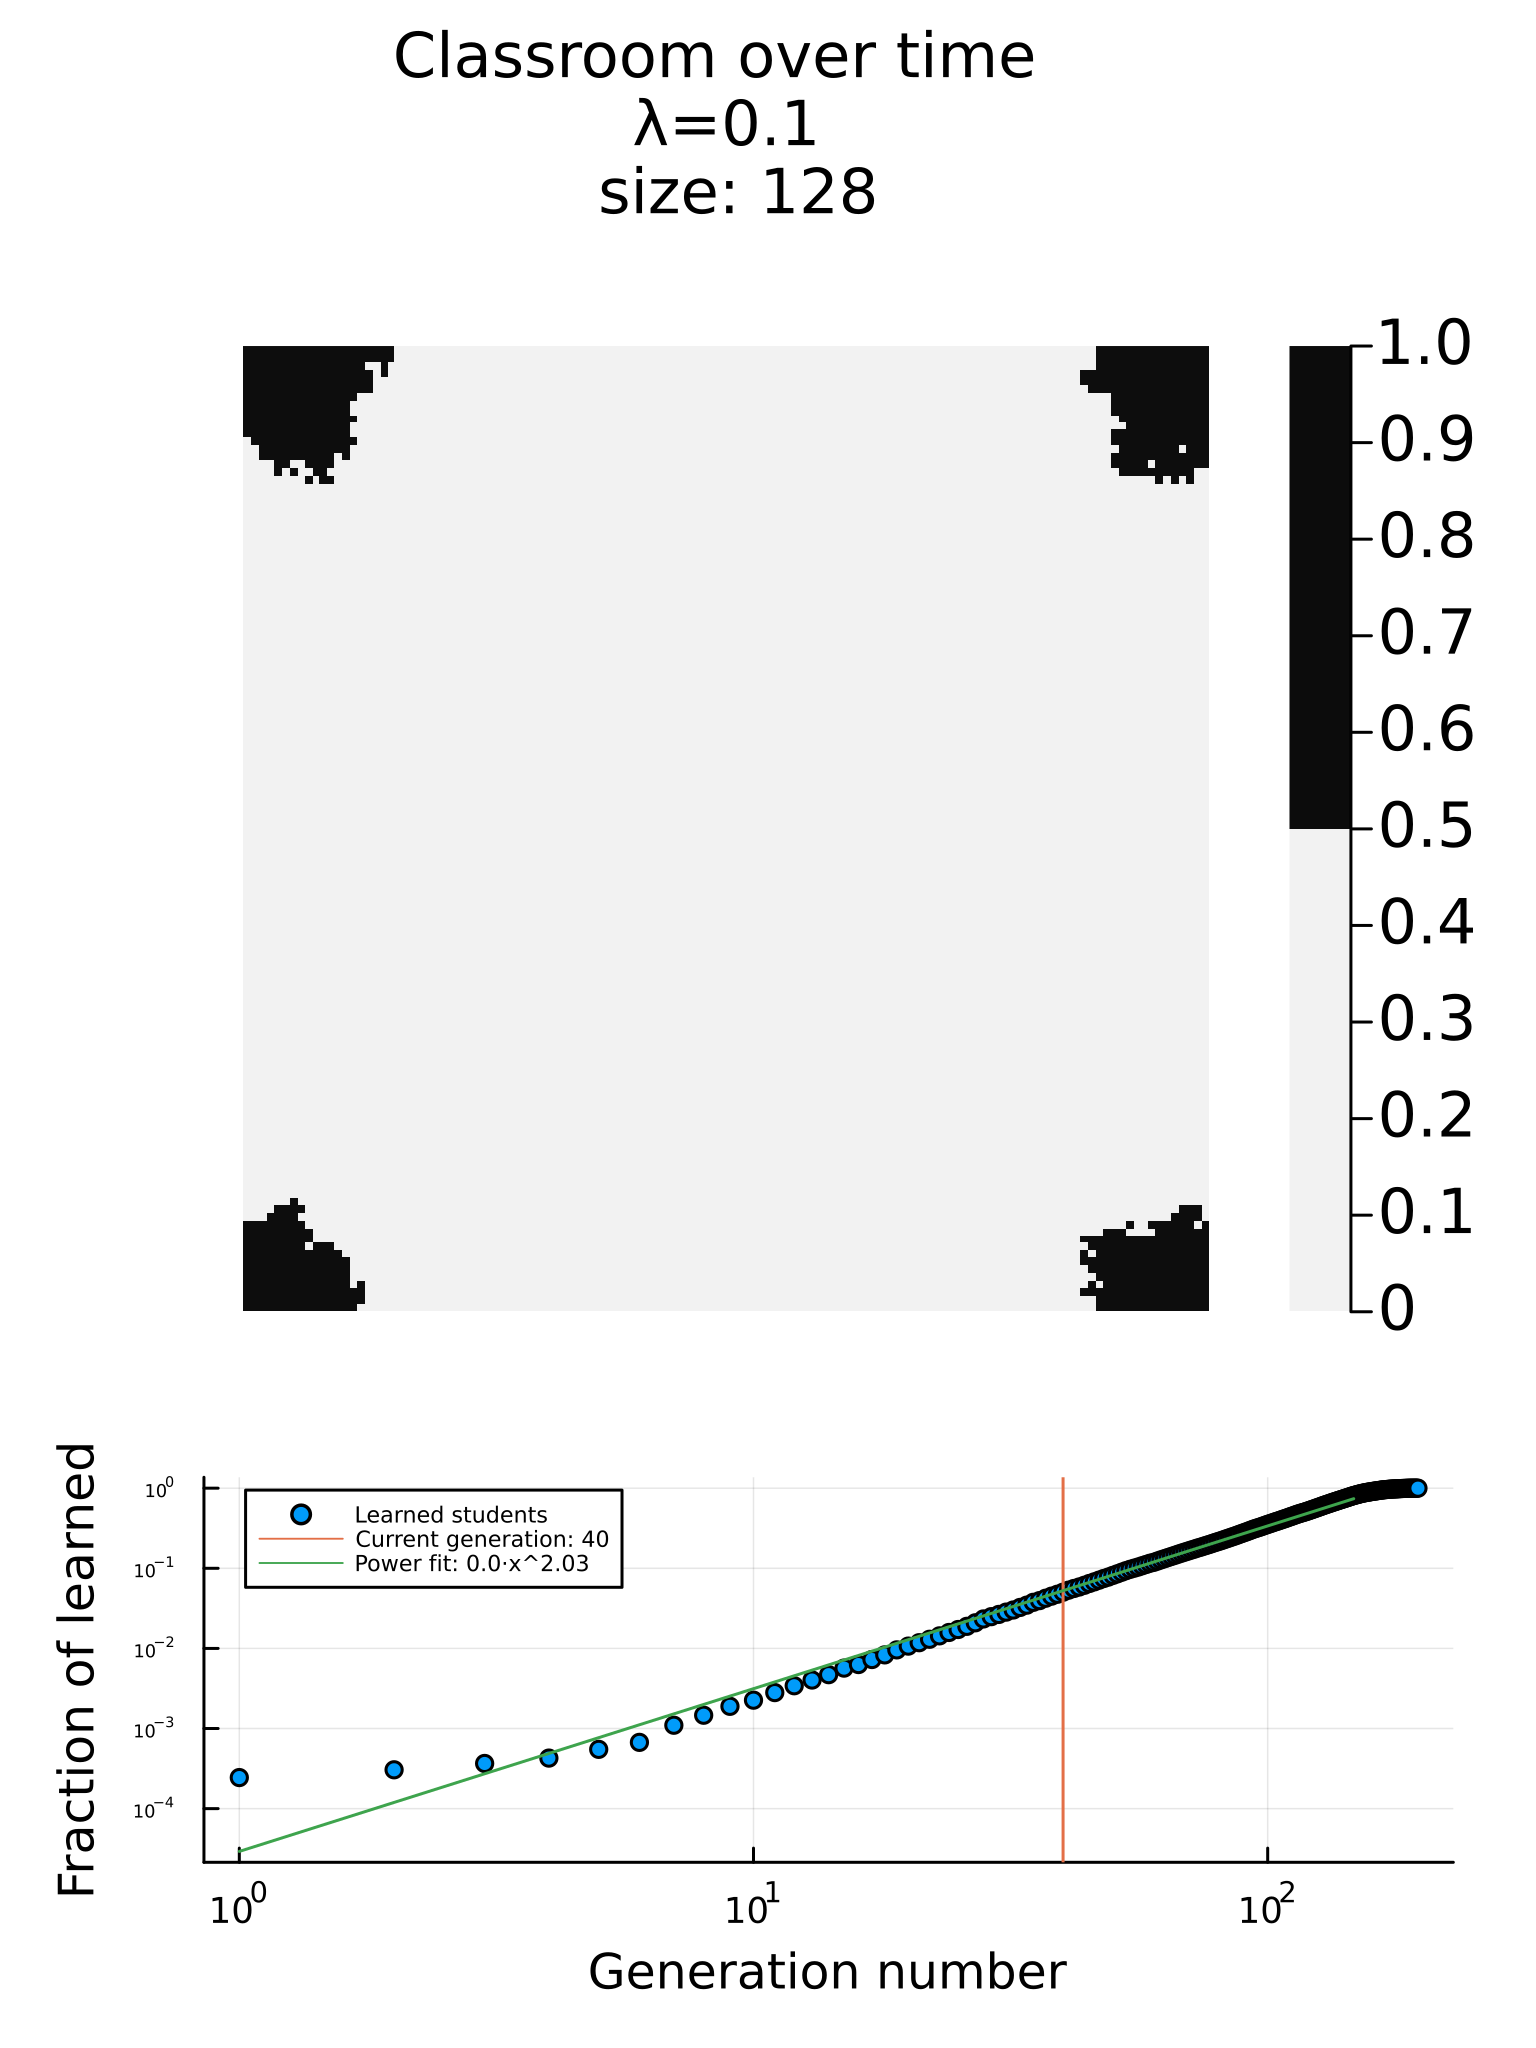 Classroom over time
λ=0.1
size: 128
1.0
0.9
0.8
0.7
0.6
0.5
0.4
0.3
0.2
0.1
0
Fraction of learned
10^0
10^-1
10^-2
10^-3
10^-4
Learned students
Current generation: 40
Power fit: 0.0·x^2.03
10^0 10^1 10^2
Generation number